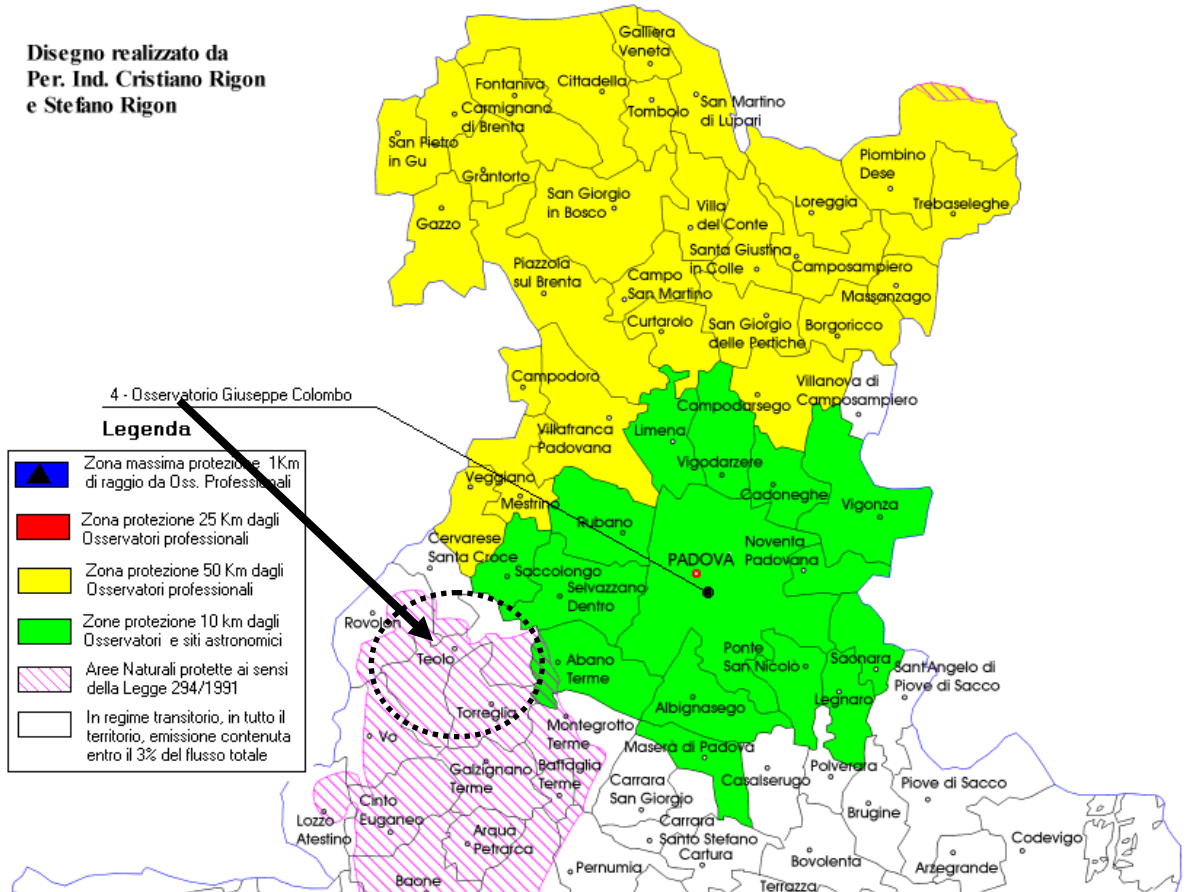 Disegno realizzato da
Per. Ind. Cristiano Rigon
e Stefano Rigon
Galliera
Veneta
Fontaniva
Cittadella
Carmignano
di Brenta
Tombolo
San Martino
di Lupari
San Pietro
in Gu
Grantorto
Piombino
Dese
San Giorgio
in Bosco
Villa
del Conte
Loreggia
Trebaseleghe
Gazzo
Santa Giustina
in Colle
Piazzola
sul Brenta
Campo
San Martino
Camposampiero
Massanzago
Curtarolo
San Giorgio
delle Pertiche
Borgoricco
Campodoro
Villanova di
Camposampiero
4 - Osservatorio Giuseppe Colombo
Campodarsego
Villafranca
Padovana
Limena
Vigodarzere
Veggiano
Mestrino
Cadoneghe
Vigonza
Rubano
Cervarese
Santa Croce
Noventa
Padovana
PADOVA
Saccolongo
Selvazzano
Dentro
Rovolon
Teolo
Abano
Terme
Ponte
San Nicolò
Saonara
Sant'Angelo di
Piove di Sacco
Legnaro
Torreglia
Albignasego
Montegrotto
Terme
Vo
Maserà di Padova
Galzignano
Terme
Battaglia
Terme
Casalserugo
Polverara
Carrara
San Giorgio
Piove di Sacco
Cinto
Euganeo
Brugine
Lozzo
Atestino
Arqua
Petrarca
Carrara
Santo Stefano
Cartura
Codevigo
Bovolenta
Arzegrande
Pernumia
Baone
Terrazza
Legenda
Zona massima protezione 1Km
di raggio da Oss. Professionali
Zona protezione 25 Km dagli
Osservatori professionali
Zona protezione 50 Km dagli
Osservatori professionali
Zone protezione 10 km dagli
Osservatori e siti astronomici
Aree Naturali protette ai sensi
della Legge 294/1991
In regime transitorio, in tutto il
territorio, emissione contenuta
entro il 3% del flusso totale